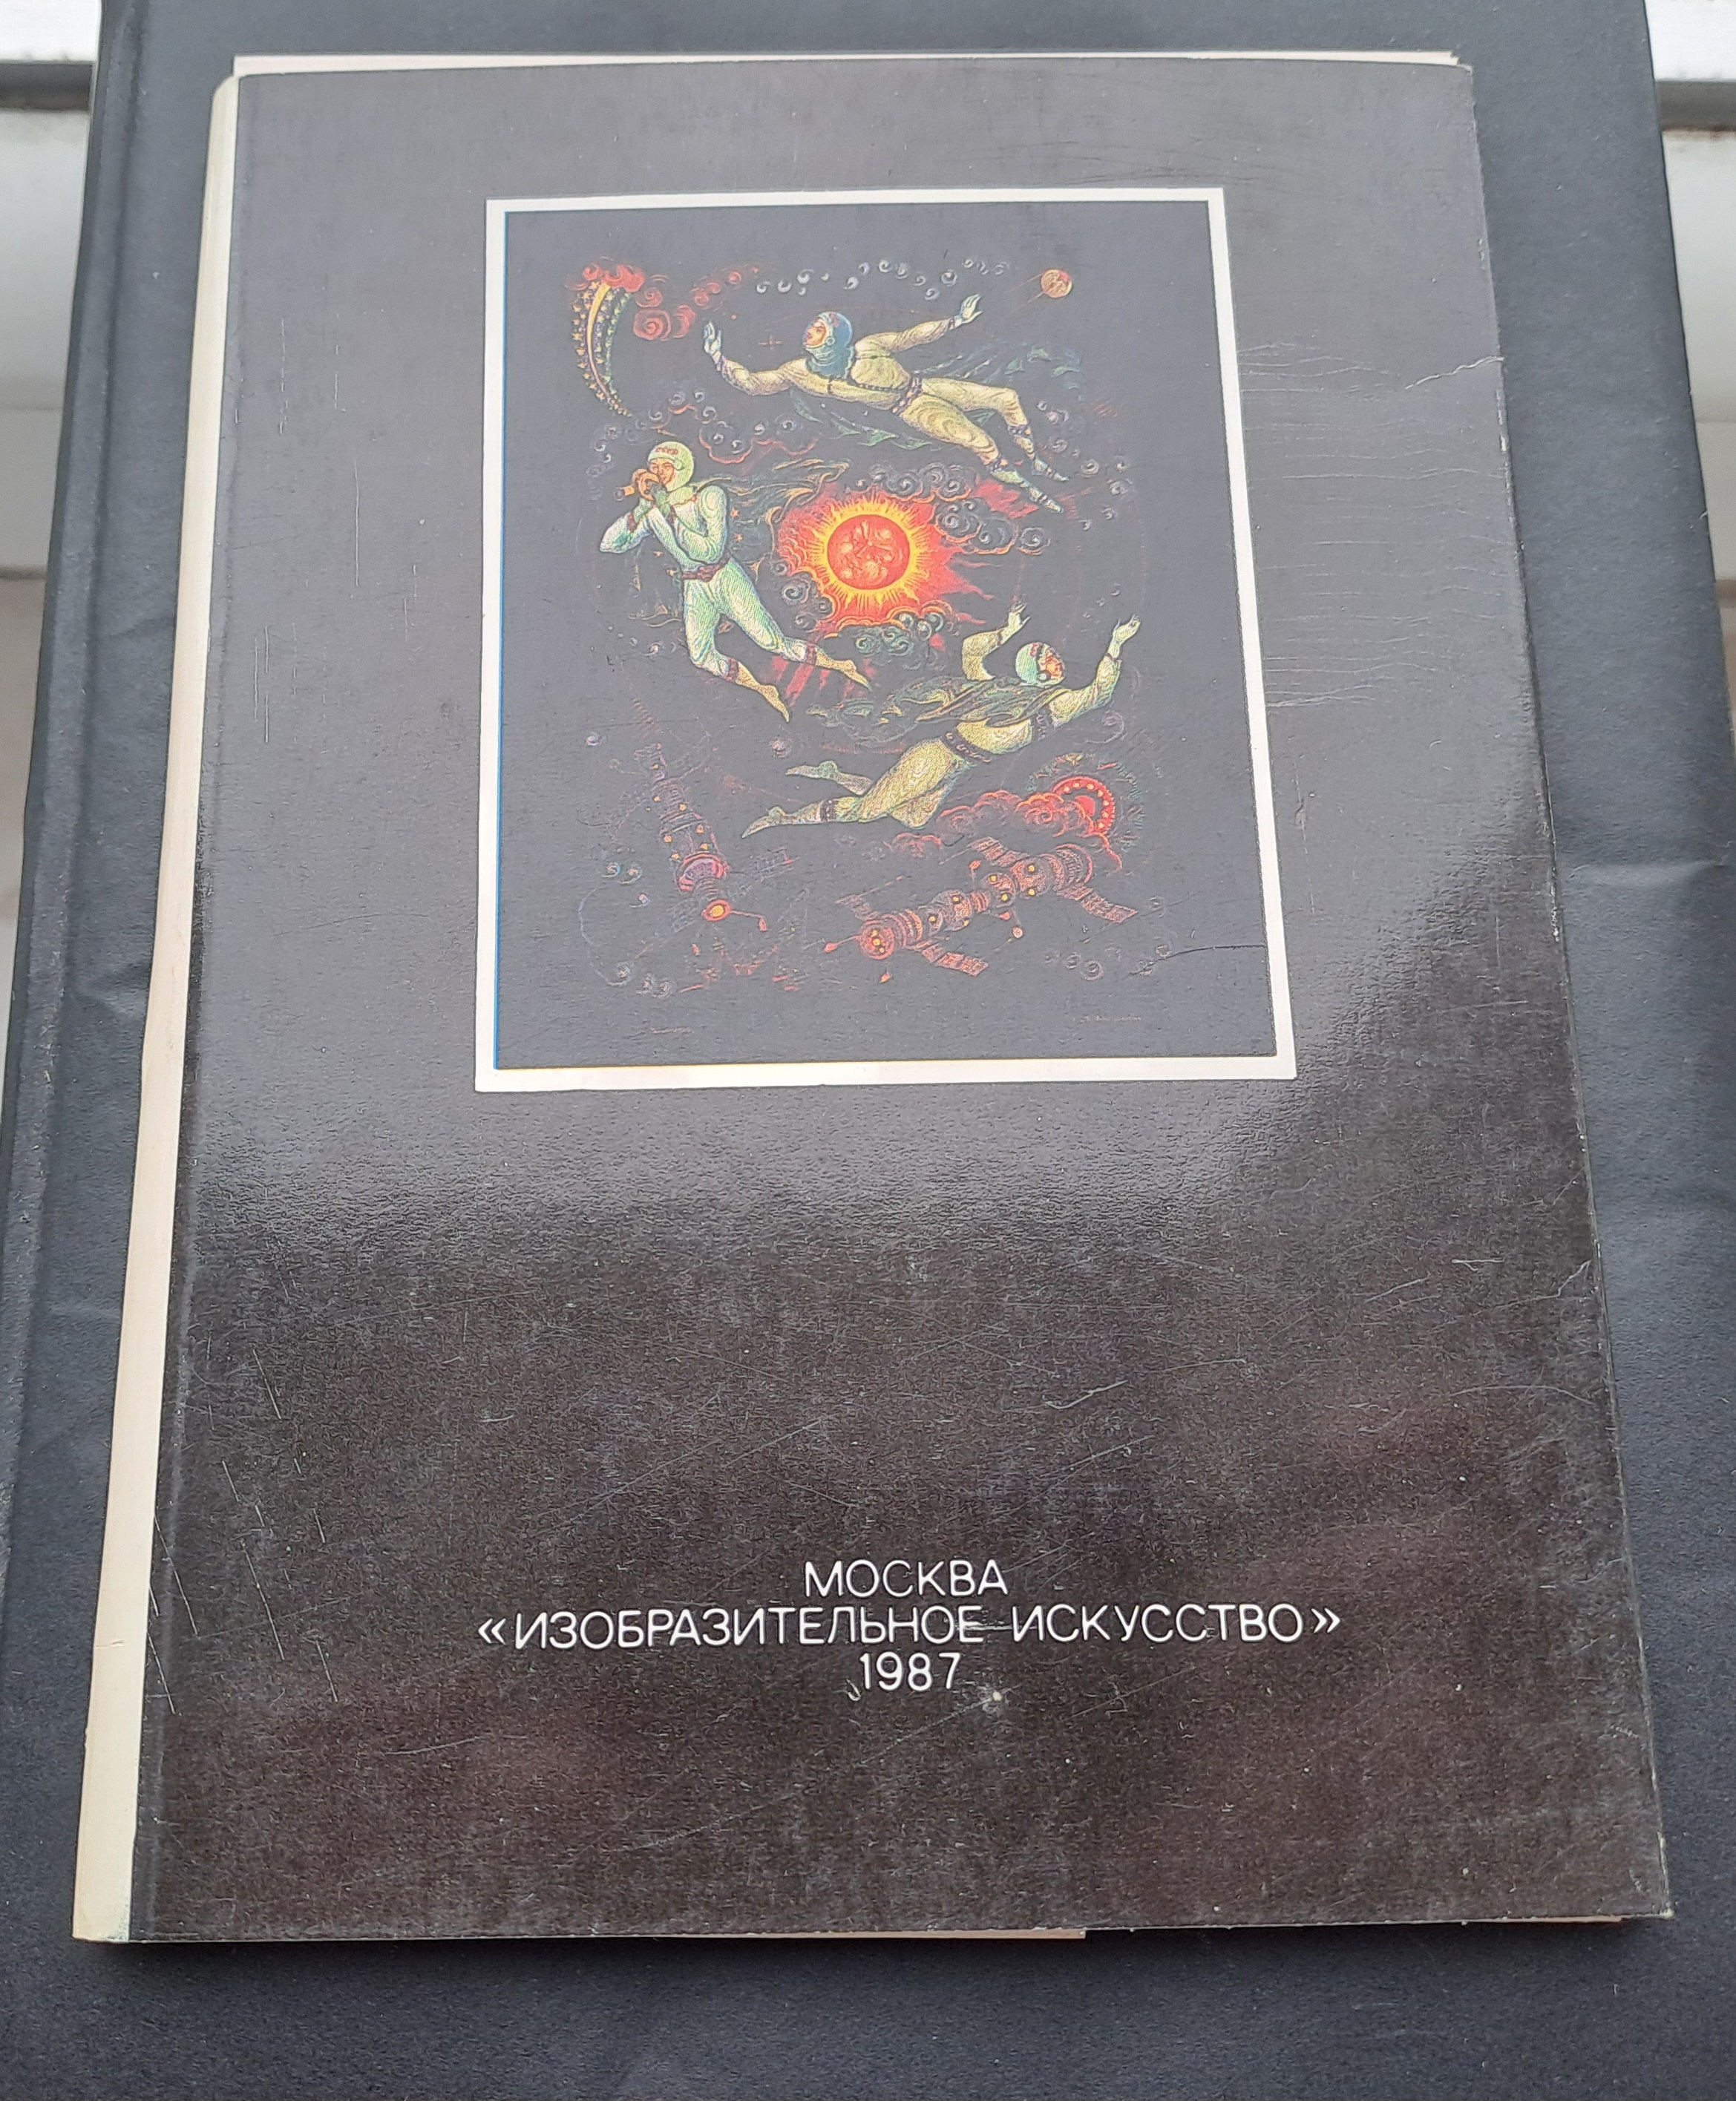 МОСКВА
«ИЗОБРАЗИТЕЛЬНОЕ ИСКУССТВО»
1987